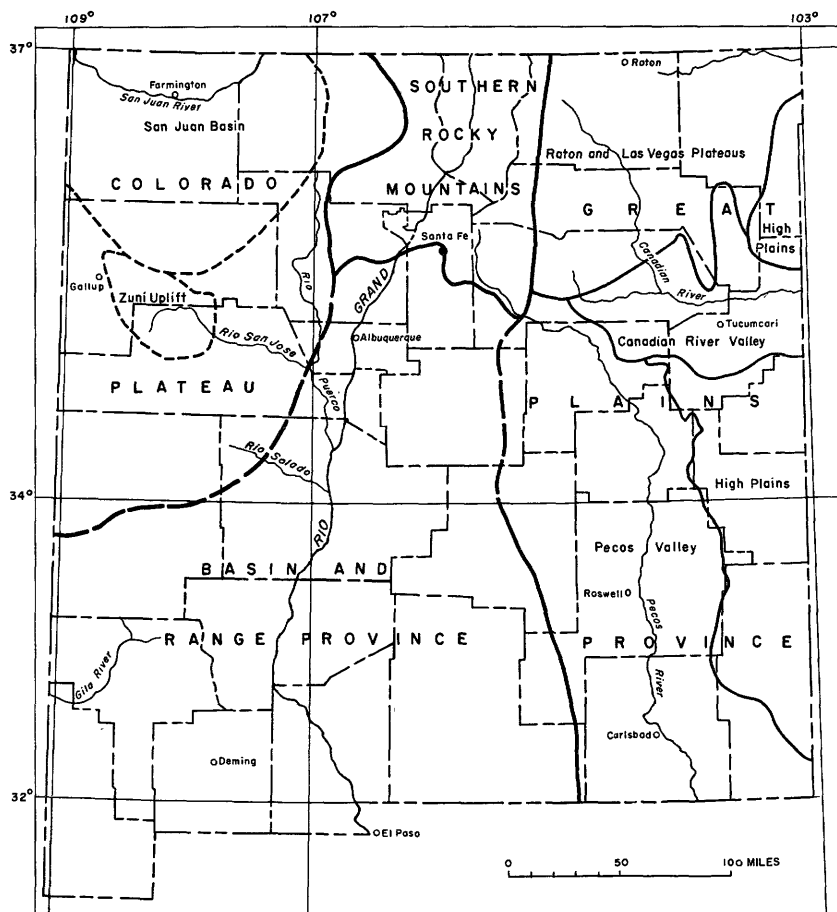 109°
107°
103°
37°
Raton
SOUTHERN
Farmington
San Juan River
San Juan Basin
ROCKY
Raton and Las Vegas Plateaus
COLORADO
MOUNTAINS
GREAT
High
Plains
Santa Fe
Canadian
River
Gallup
Zuni Uplift
Rio
GRAND
Tucumcari
Albuquerque
Rio San Jose
Canadian River Valley
PLATEAU
Puerco
PLAINS
Rio Salado
High Plains
34°
RIO
Pecos Valley
BASIN AND
Roswell
Pecos
River
RANGE PROVINCE
PROVINCE
Gila River
Carlsbad
Deming
32°
El Paso
0 50 100 MILES